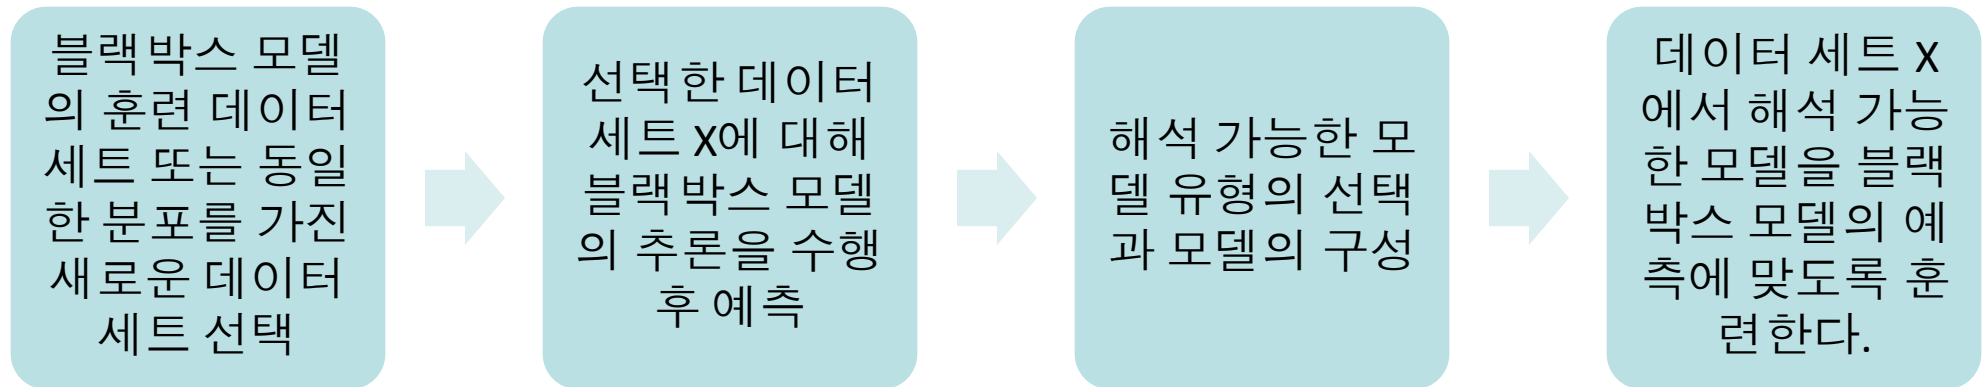 블랙박스 모델
의 훈련 데이터
세트 또는 동일
한 분포를 가진
새로운 데이터
세트 선택
선택한 데이터
세트 X에 대해
블랙박스 모델
의 추론을 수행
후 예측
해석 가능한 모
델 유형의 선택
과 모델의 구성
데이터 세트 X
에서 해석 가능
한 모델을 블랙
박스 모델의 예
측에 맞도록 훈
련한다.